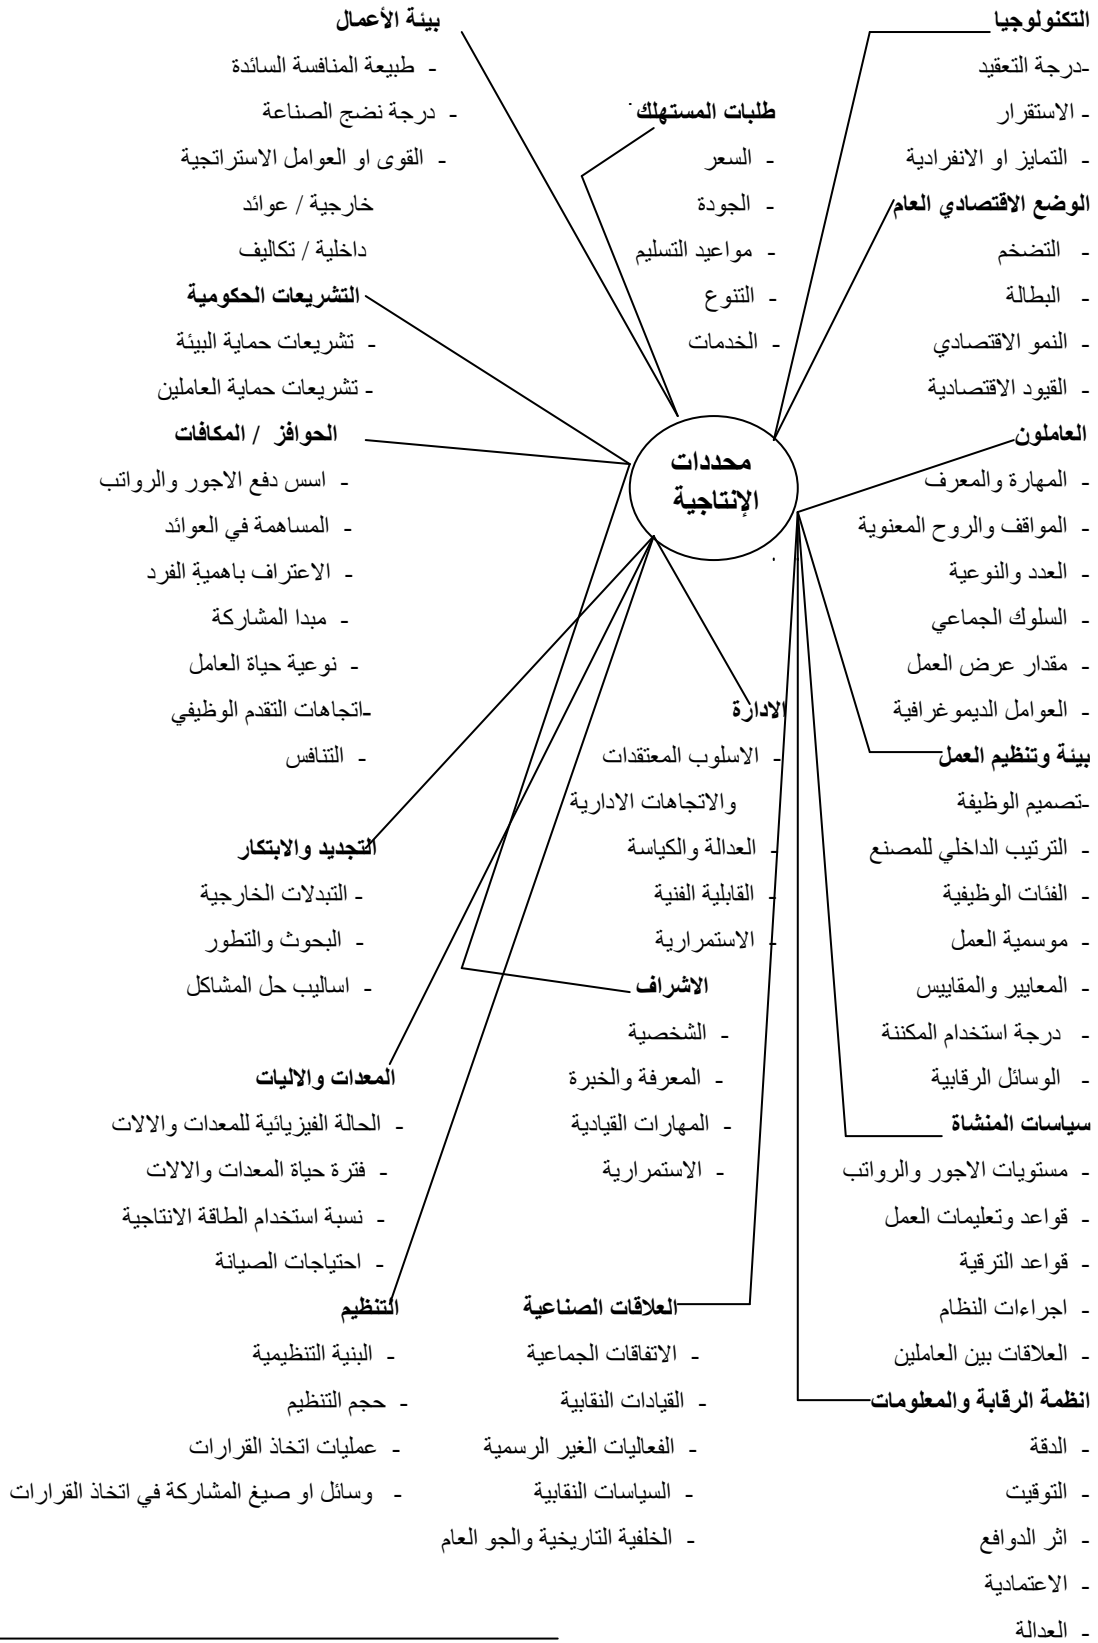 التكنولوجيا
-درجة التعقيد
- الاستقرار
- التمايز او الانفرادية
الوضع الاقتصادي العام
- التضخم
- البطالة
- النمو الاقتصادي
- القيود الاقتصادية
العاملون
- المهارة والمعرف
- المواقف والروح المعنوية
- العدد والنوعية
- السلوك الجماعي
- مقدار عرض العمل
- العوامل الديموغرافية
بيئة وتنظيم العمل
-تصميم الوظيفة
- الترتيب الداخلي للمصنع
- الفئات الوظيفية
- موسمية العمل
- المعايير والمقاييس
- درجة استخدام المكننة
- الوسائل الرقابية
سياسات المنشاة
- مستويات الاجور والرواتب
- قواعد وتعليمات العمل
- قواعد الترقية
- اجراءات النظام
- العلاقات بين العاملين
انظمة الرقابة والمعلومات
- الدقة
- التوقيت
- اثر الدوافع
- الاعتمادية
- العدالة
طلبات المستهلك
- السعر
- الجودة
- مواعيد التسليم
- التنوع
- الخدمات
محددات
الإنتاجية
الادارة
- الاسلوب المعتقدات
والاتجاهات الادارية
- العدالة والكياسة
- القابلية الفنية
- الاستمرارية
الاشراف
- الشخصية
- المعرفة والخبرة
- المهارات القيادية
- الاستمرارية
العلاقات الصناعية
- الاتفاقات الجماعية
- القيادات النقابية
- الفعاليات الغير الرسمية
- السياسات النقابية
- الخلفية التاريخية والجو العام
بيئة الأعمال
- طبيعة المنافسة السائدة
- درجة نضج الصناعة
- القوى او العوامل الاستراتجية
خارجية / عوائد
داخلية / تكاليف
التشريعات الحكومية
- تشريعات حماية البيئة
- تشريعات حماية العاملين
الحوافز / المكافات
- اسس دفع الاجور والرواتب
- المساهمة في العوائد
- الاعتراف باهمية الفرد
- مبدا المشاركة
- نوعية حياة العامل
-اتجاهات التقدم الوظيفي
- التنافس
التجديد والابتكار
- التبدلات الخارجية
- البحوث والتطور
- اساليب حل المشاكل
المعدات والاليات
- الحالة الفيزيائية للمعدات والالات
- فترة حياة المعدات والالات
- نسبة استخدام الطاقة الانتاجية
- احتياجات الصيانة
التنظيم
- البنية التنظيمية
- حجم التنظيم
- عمليات اتخاذ القرارات
- وسائل او صيغ المشاركة في اتخاذ القرارات